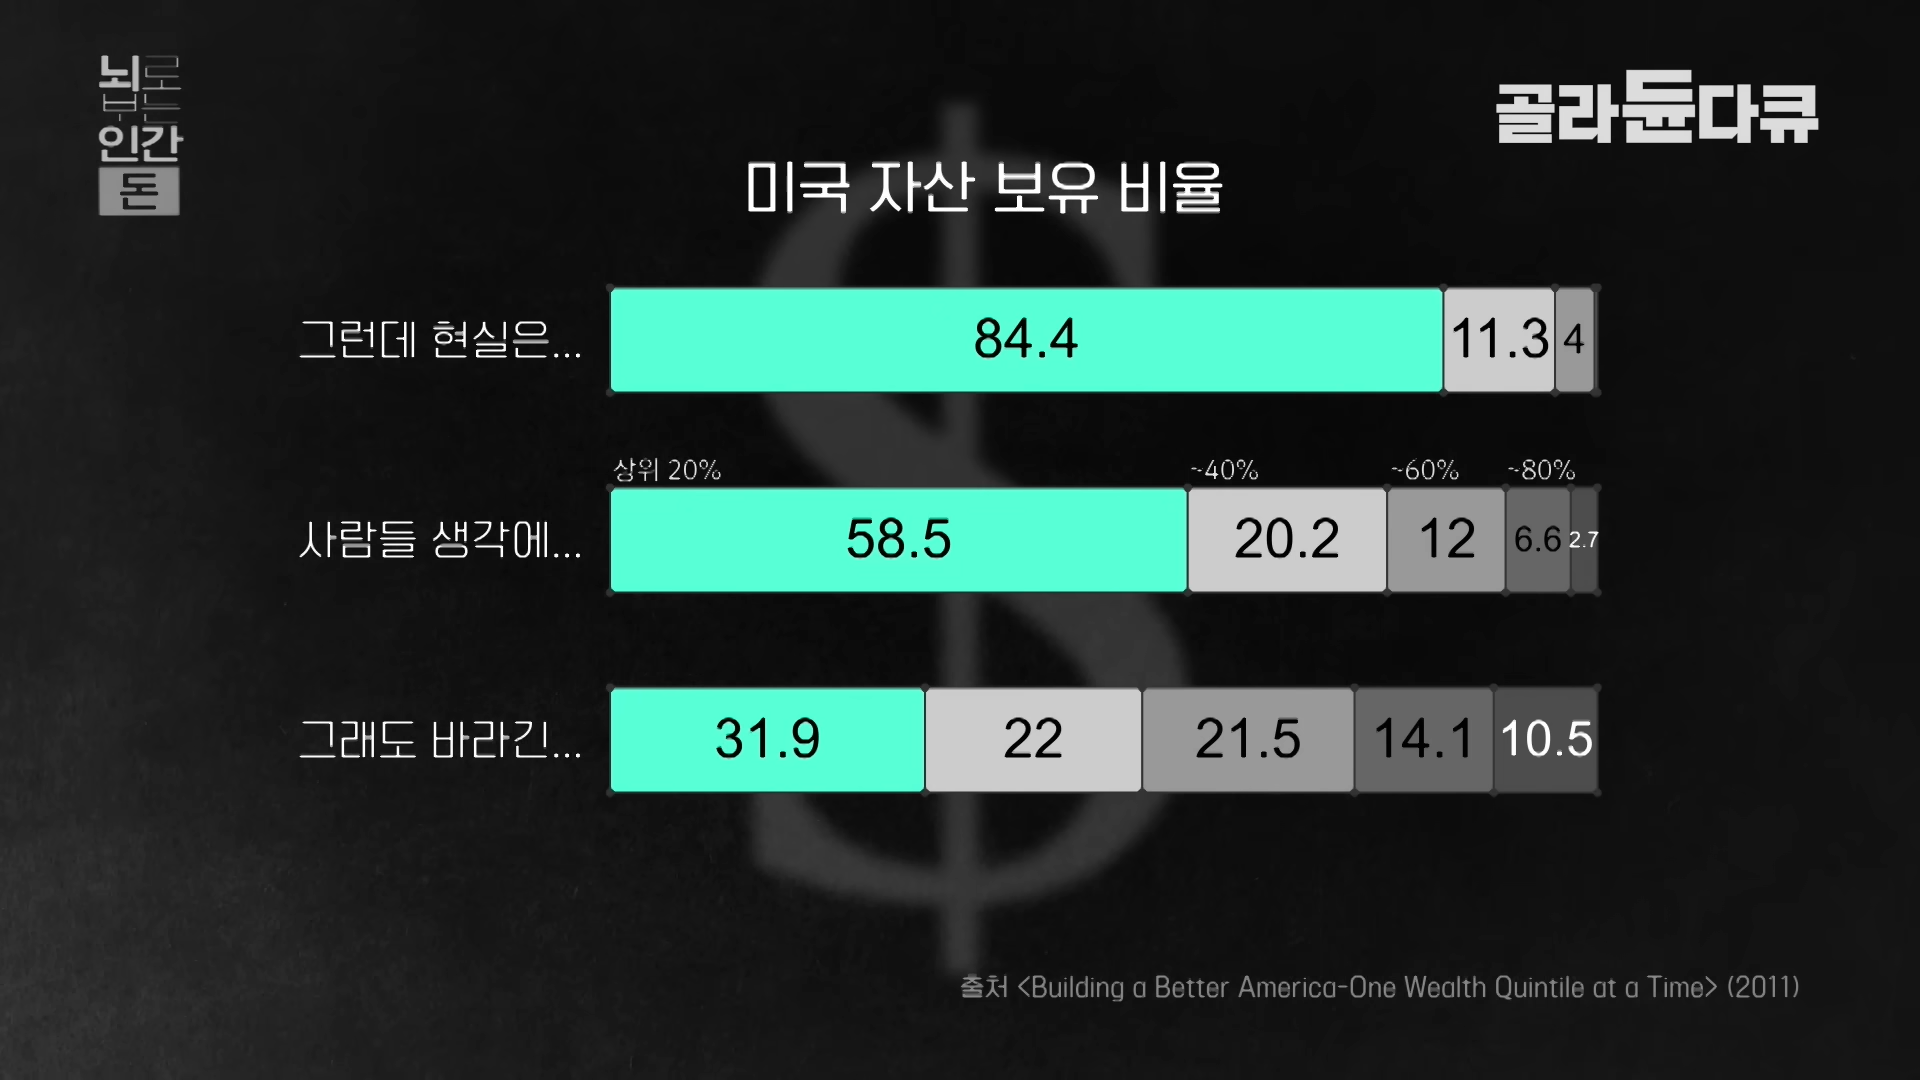 뇌로
보는
인간
돈
골라듄다큐
미국 자산 보유 비율
그런데 현실은...
84.4
11.3
4
상위 20%
~40%
~60%
~80%
사람들 생각에...
58.5
20.2
12
6.6
2.7
그래도 바라긴...
31.9
22
21.5
14.1
10.5
출처 <Building a Better America-One Wealth Quintile at a Time> (2011)